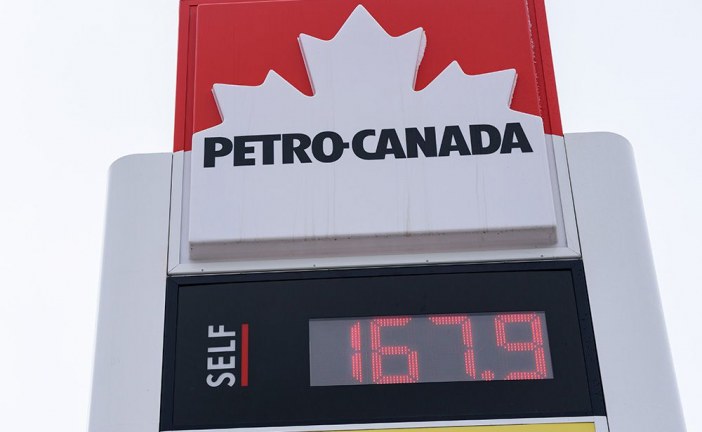 PETRO-CANADA
SELF
167.9